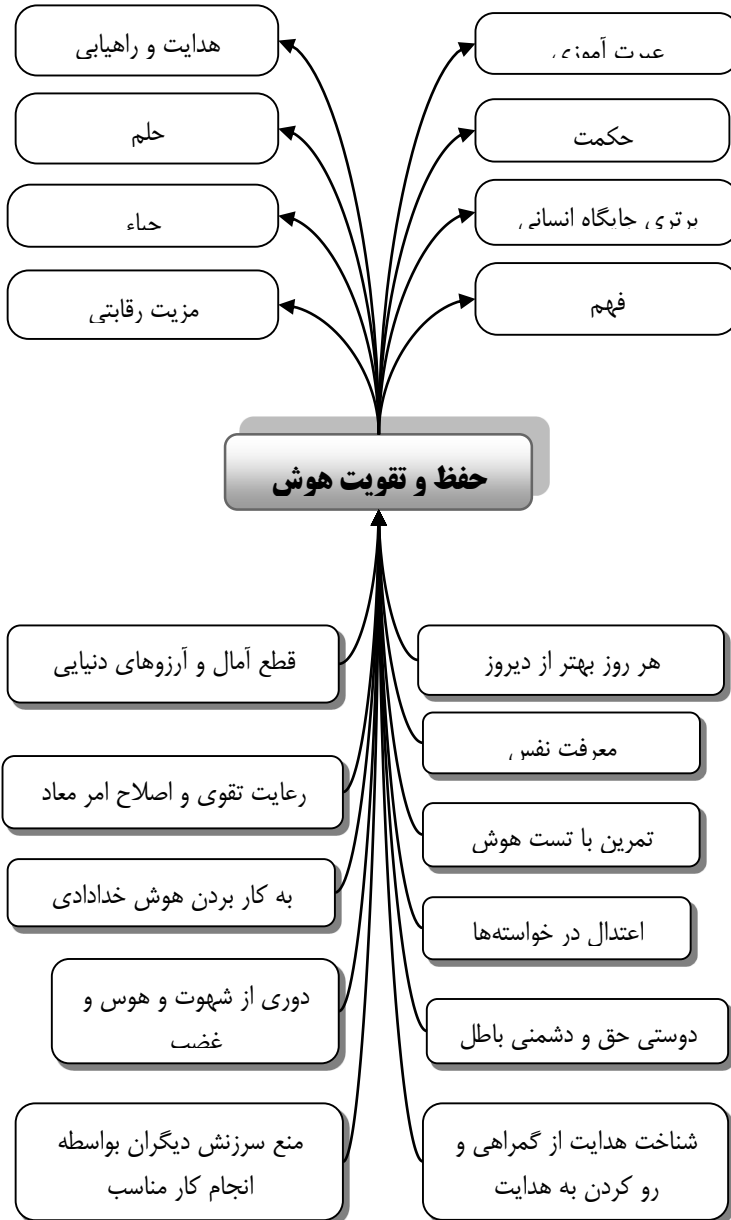 عبرت آموزی
هدایت و راهیابی
حکمت
حلم
برتری جایگاه انسانی
حیاء
فهم
مزیت رقابتی
حفظ و تقویت هوش
هر روز بهتر از دیروز
قطع آمال و آرزوهای دنیایی
معرفت نفس
رعایت تقوی و اصلاح امر معاد
تمرین با تست هوش
به کار بردن هوش خدادادی
اعتدال در خواسته‌ها
دوری از شهوت و هوس و
غضب
دوستی حق و دشمنی باطل
شناخت هدایت از گمراهی و
رو کردن به هدایت
منع سرزنش دیگران بواسطه
انجام کار مناسب